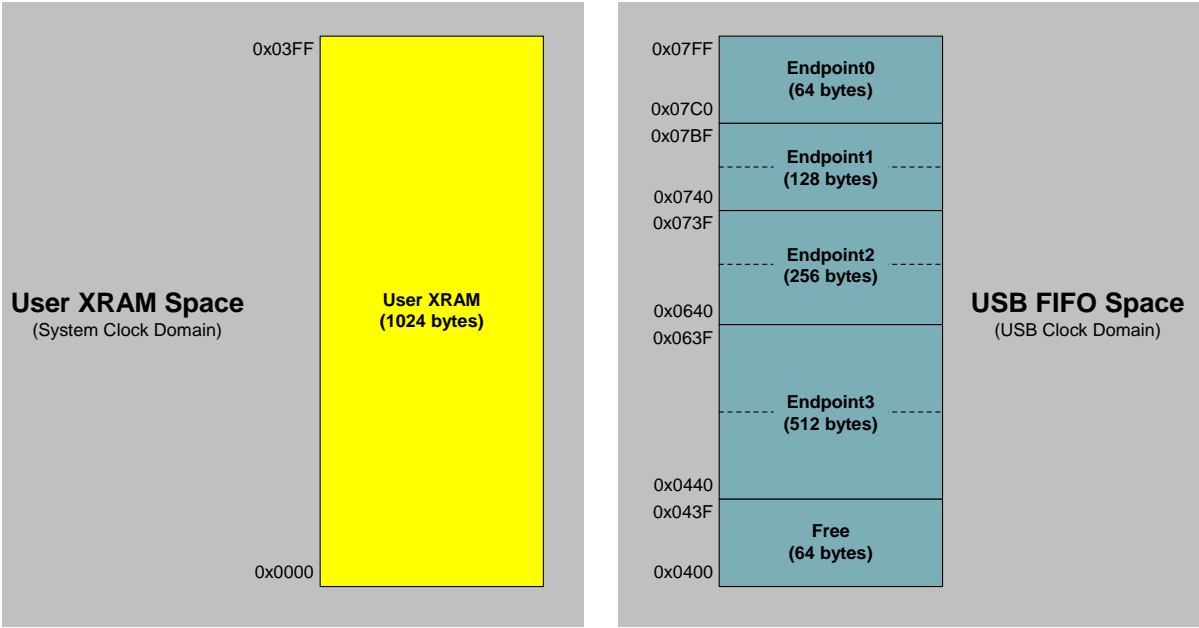 0x03FF
User XRAM Space
(System Clock Domain)
User XRAM
(1024 bytes)
0x0000
0x07FF
Endpoint0
(64 bytes)
0x07C0
0x07BF
Endpoint1
(128 bytes)
0x0740
0x073F
Endpoint2
(256 bytes)
0x0640
0x063F
Endpoint3
(512 bytes)
0x0440
0x043F
Free
(64 bytes)
0x0400
USB FIFO Space
(USB Clock Domain)